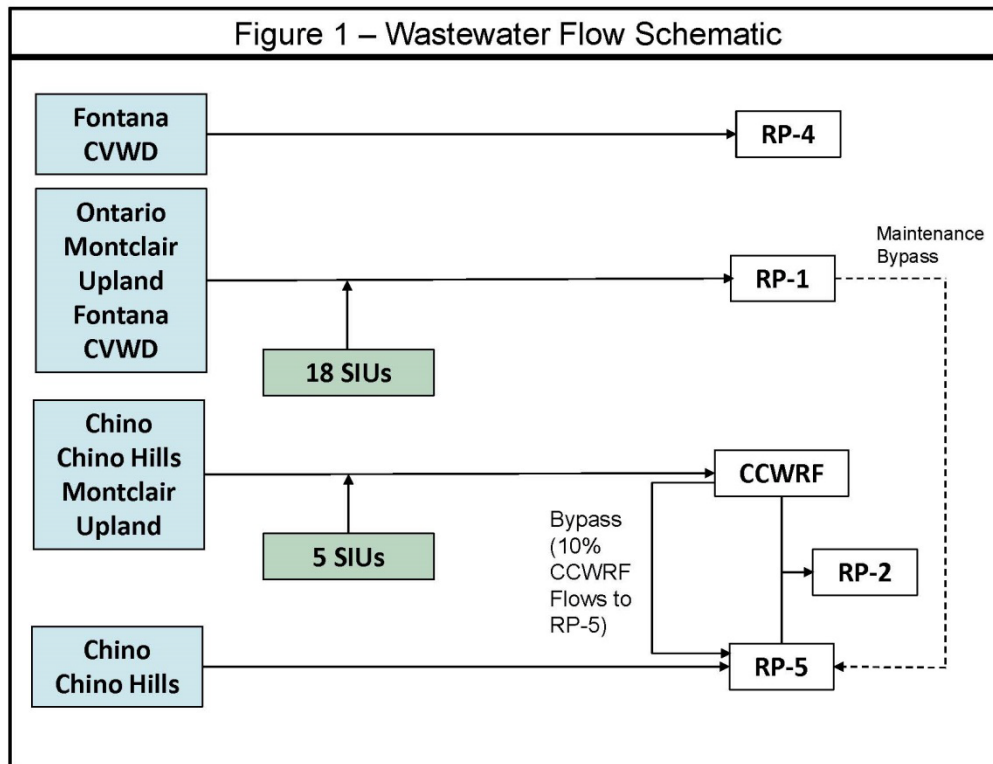 Figure 1 – Wastewater Flow Schematic
Fontana
CVWD
RP-4
Ontario
Montclair
Upland
Fontana
CVWD
18 SIUs
RP-1
Maintenance
Bypass
Chino
Chino Hills
Montclair
Upland
5 SIUs
CCWRF
Bypass
(10%
CCWRF
Flows to
RP-5)
RP-2
Chino
Chino Hills
RP-5